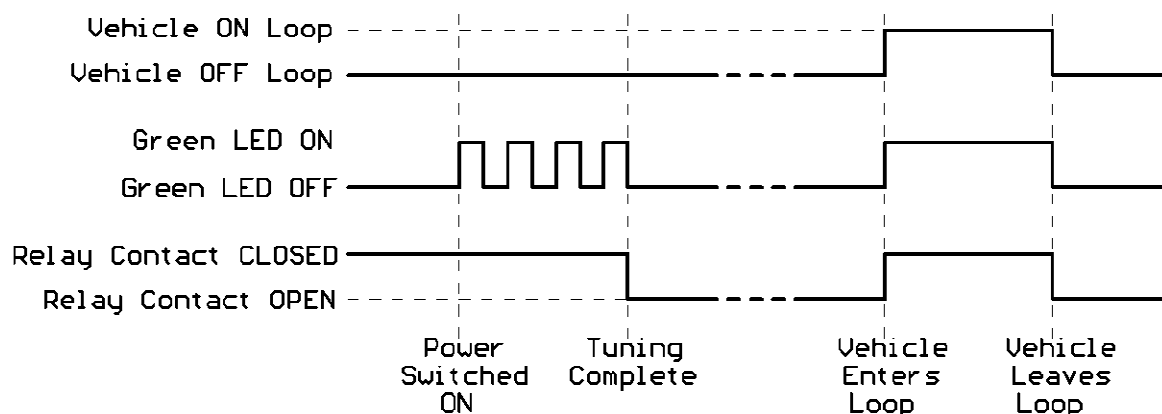 Vehicle ON Loop
Vehicle OFF Loop
Green LED ON
Green LED OFF
Relay Contact CLOSED
Relay Contact OPEN
Power
Switched
ON
Tuning
Complete
Vehicle
Enters
Loop
Vehicle
Leaves
Loop